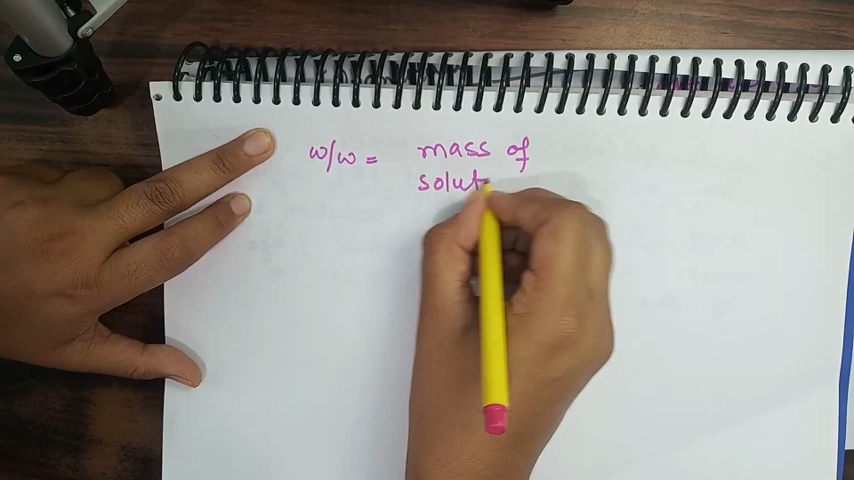 w/w = mass of
solut